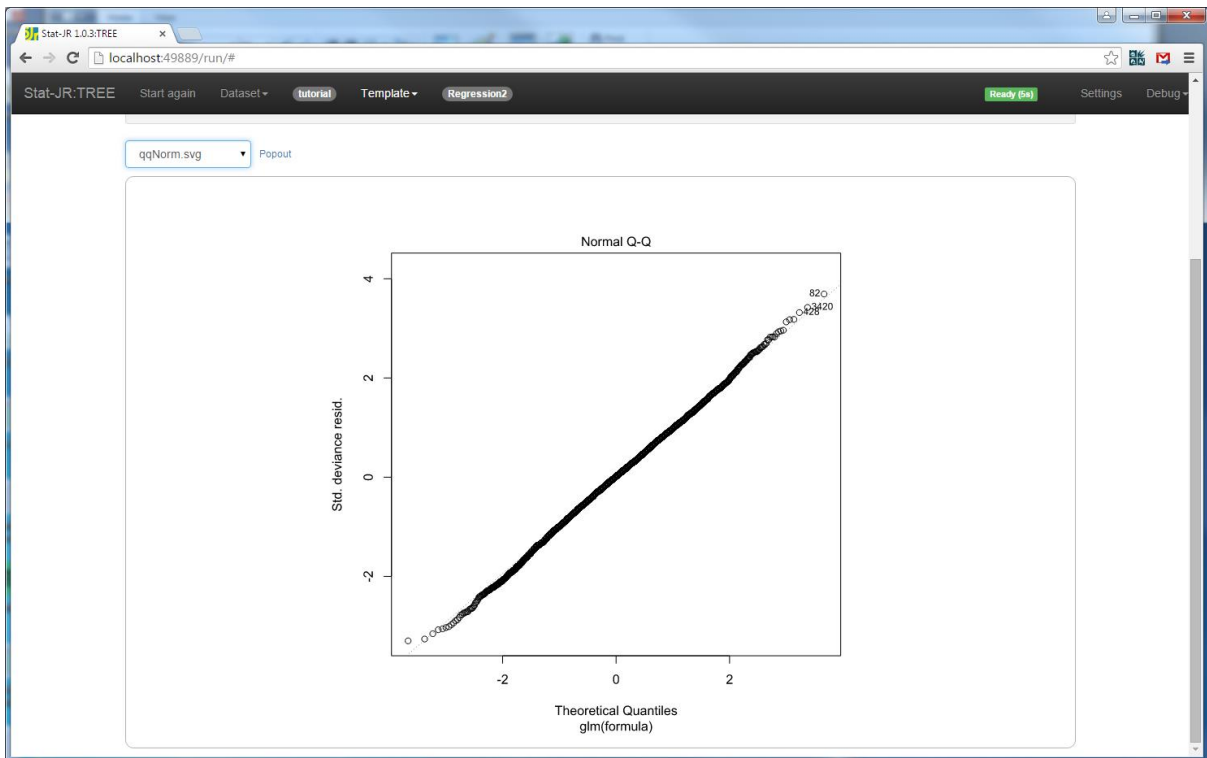 Stat-JR 1.0.3:TREE
localhost:49889/run/#
Stat-JR:TREE Start again Dataset tutorial Template Regression2 Ready (5s) Settings Debug
qqNorm.svg Popout
Normal Q-Q
4
2
0
-2
Std. deviance resid.
82
3420
428
-2 0 2
Theoretical Quantiles
glm(formula)